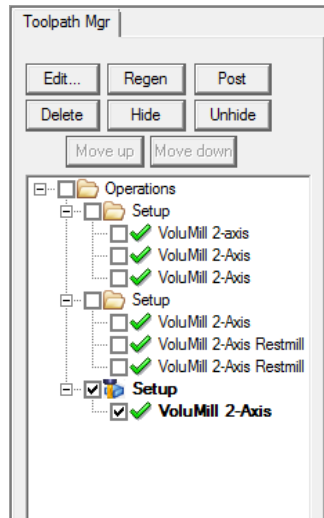 Toolpath Mgr
Edit... Regen Post
Delete Hide Unhide
Move up Move down
Operations
Setup
VoluMill 2-axis
VoluMill 2-Axis
VoluMill 2-Axis
Setup
VoluMill 2-Axis
VoluMill 2-Axis Restmill
VoluMill 2-Axis Restmill
Setup
VoluMill 2-Axis